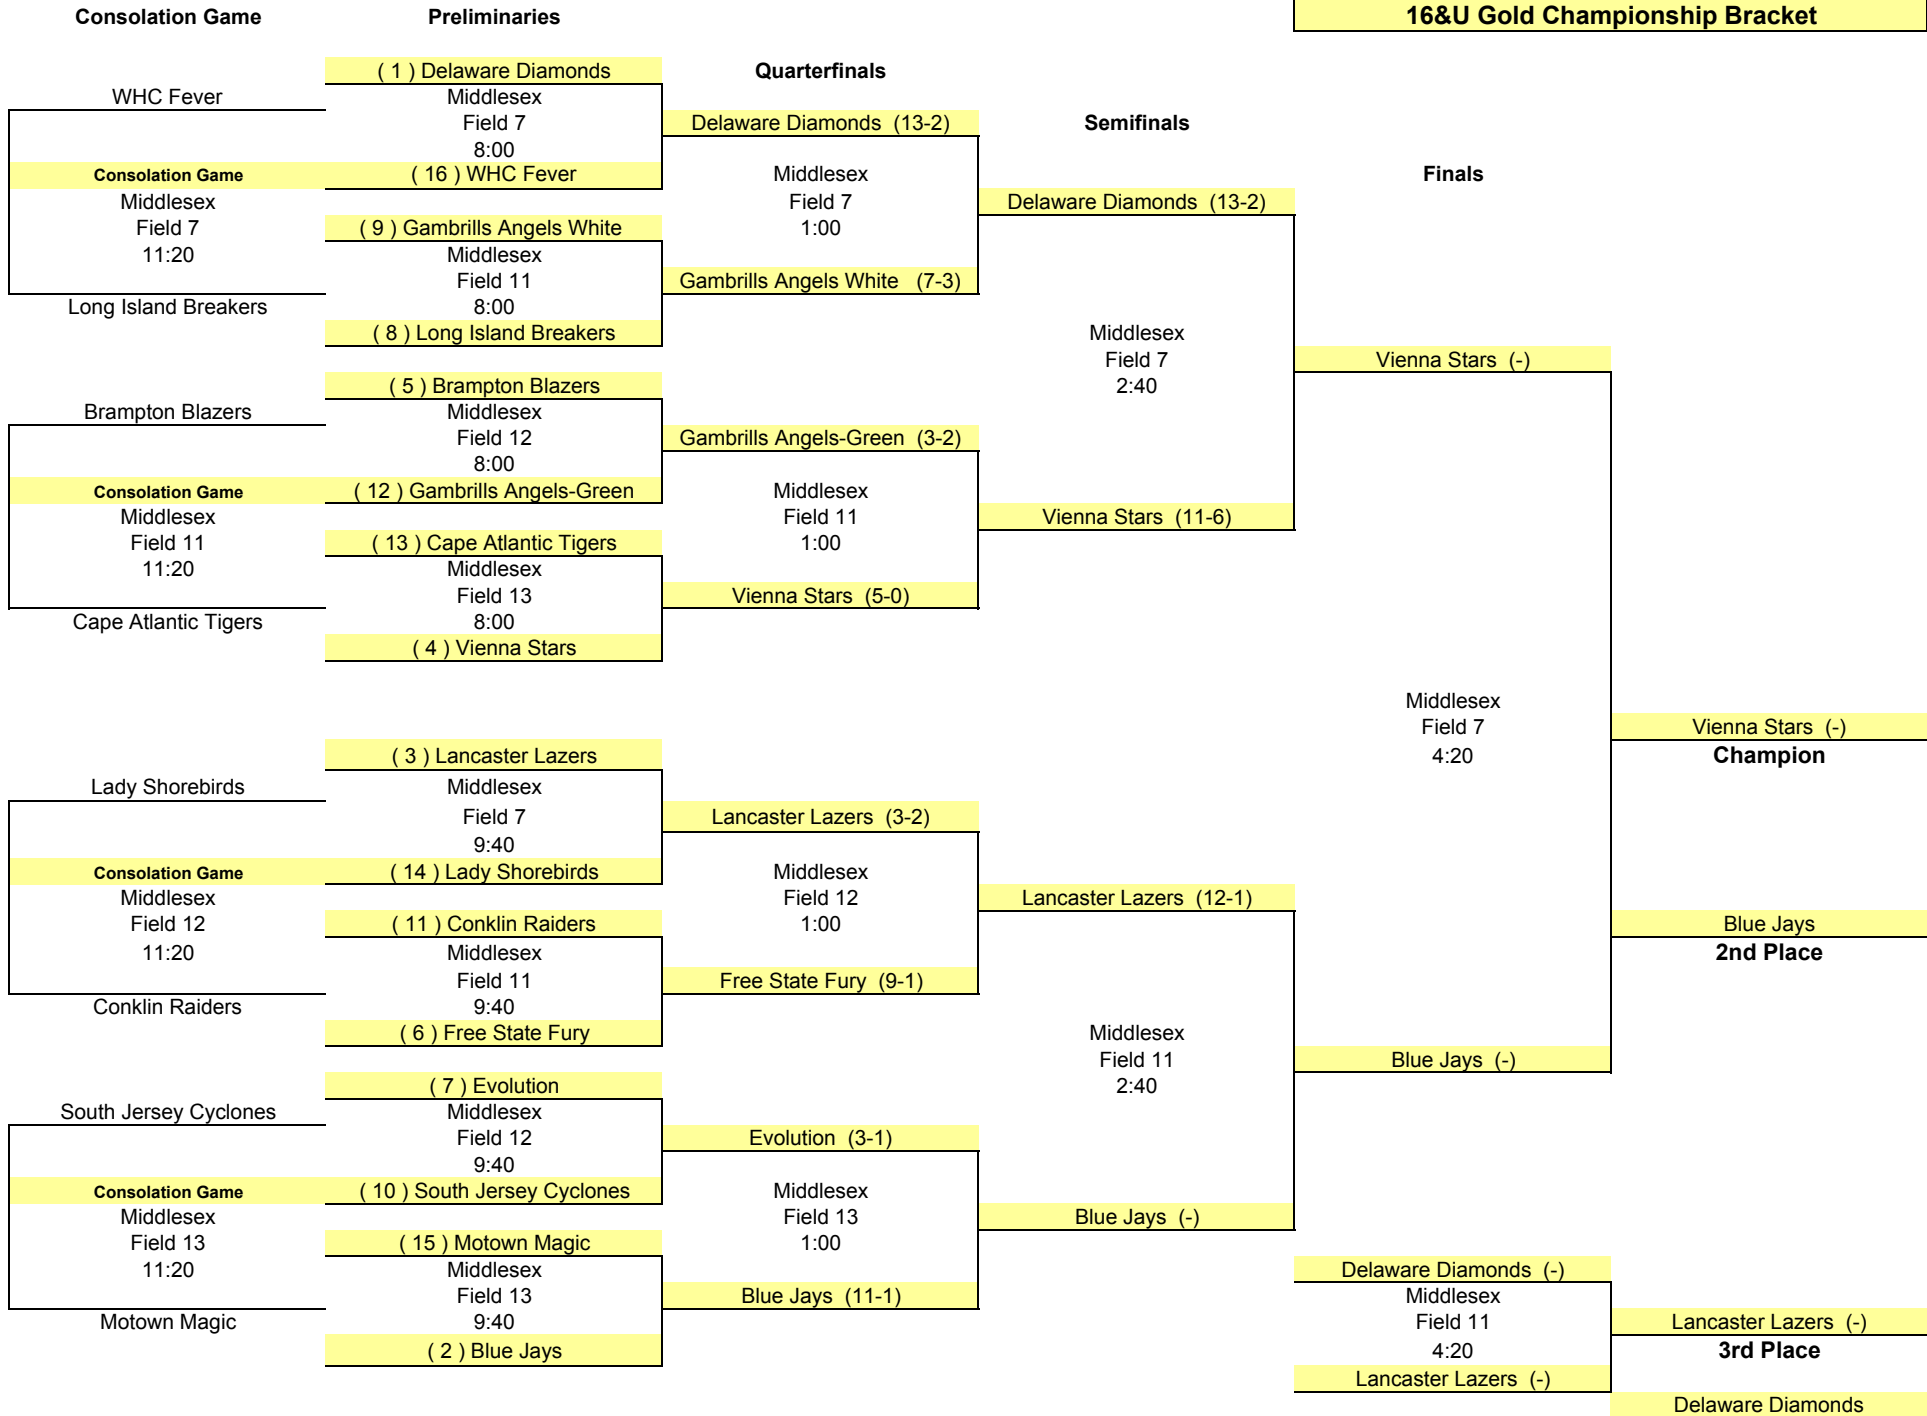 Consolation Game
Preliminaries
16&U Gold Championship Bracket
Quarterfinals
Semifinals
Finals
WHC Fever
Consolation Game
Middlesex
Field 7
11:20
Long Island Breakers
Brampton Blazers
Consolation Game
Middlesex
Field 11
11:20
Cape Atlantic Tigers
Lady Shorebirds
Consolation Game
Middlesex
Field 12
11:20
Conklin Raiders
South Jersey Cyclones
Consolation Game
Middlesex
Field 13
11:20
Motown Magic
( 1 ) Delaware Diamonds
Middlesex
Field 7
8:00
( 16 ) WHC Fever
( 9 ) Gambrills Angels White
Middlesex
Field 11
8:00
( 8 ) Long Island Breakers
( 5 ) Brampton Blazers
Middlesex
Field 12
8:00
( 12 ) Gambrills Angels-Green
( 13 ) Cape Atlantic Tigers
Middlesex
Field 13
8:00
( 4 ) Vienna Stars
( 3 ) Lancaster Lazers
Middlesex
Field 7
9:40
( 14 ) Lady Shorebirds
( 11 ) Conklin Raiders
Middlesex
Field 11
9:40
( 6 ) Free State Fury
( 7 ) Evolution
Middlesex
Field 12
9:40
( 10 ) South Jersey Cyclones
( 15 ) Motown Magic
Middlesex
Field 13
9:40
( 2 ) Blue Jays
Delaware Diamonds (13-2)
Middlesex
Field 7
1:00
Gambrills Angels White (7-3)
Gambrills Angels-Green (3-2)
Middlesex
Field 11
1:00
Vienna Stars (5-0)
Lancaster Lazers (3-2)
Middlesex
Field 12
1:00
Free State Fury (9-1)
Evolution (3-1)
Middlesex
Field 13
1:00
Blue Jays (11-1)
Delaware Diamonds (13-2)
Middlesex
Field 7
2:40
Vienna Stars (11-6)
Lancaster Lazers (12-1)
Middlesex
Field 11
2:40
Blue Jays (-)
Vienna Stars (-)
Middlesex
Field 7
4:20
Blue Jays (-)
Vienna Stars (-)
Champion
Blue Jays
2nd Place
Delaware Diamonds (-)
Middlesex
Field 11
4:20
Lancaster Lazers (-)
Lancaster Lazers (-)
3rd Place
Delaware Diamonds